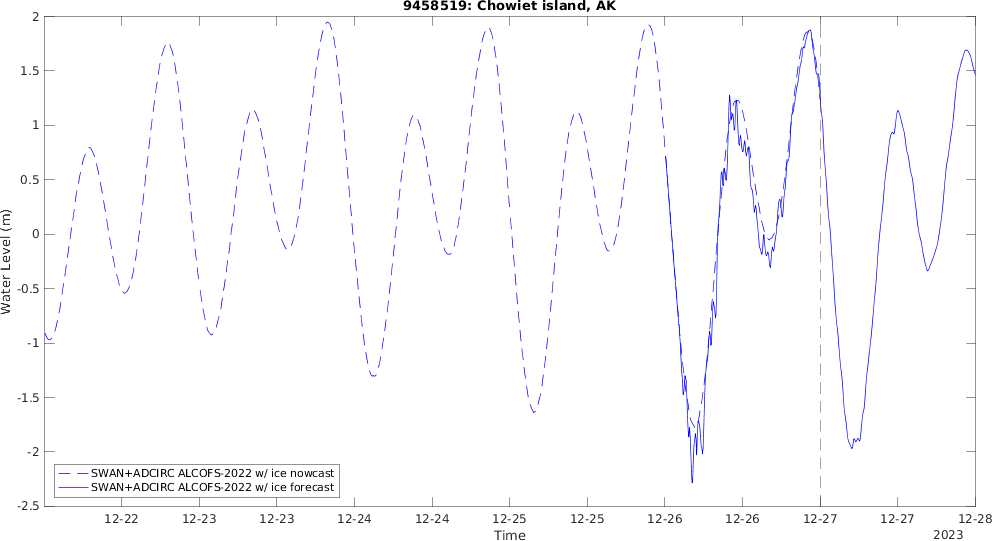 9458519: Chowiet island, AK
2
1.5
1
0.5
0
-0.5
-1
-1.5
-2
-2.5
Water Level (m)
SWAN+ADCIRC ALCOFS-2022 w/ ice nowcast
SWAN+ADCIRC ALCOFS-2022 w/ ice forecast
12-22 12-23 12-23 12-24 12-24 12-25 12-25 12-26 12-26 12-27 12-27 12-28
Time
2023